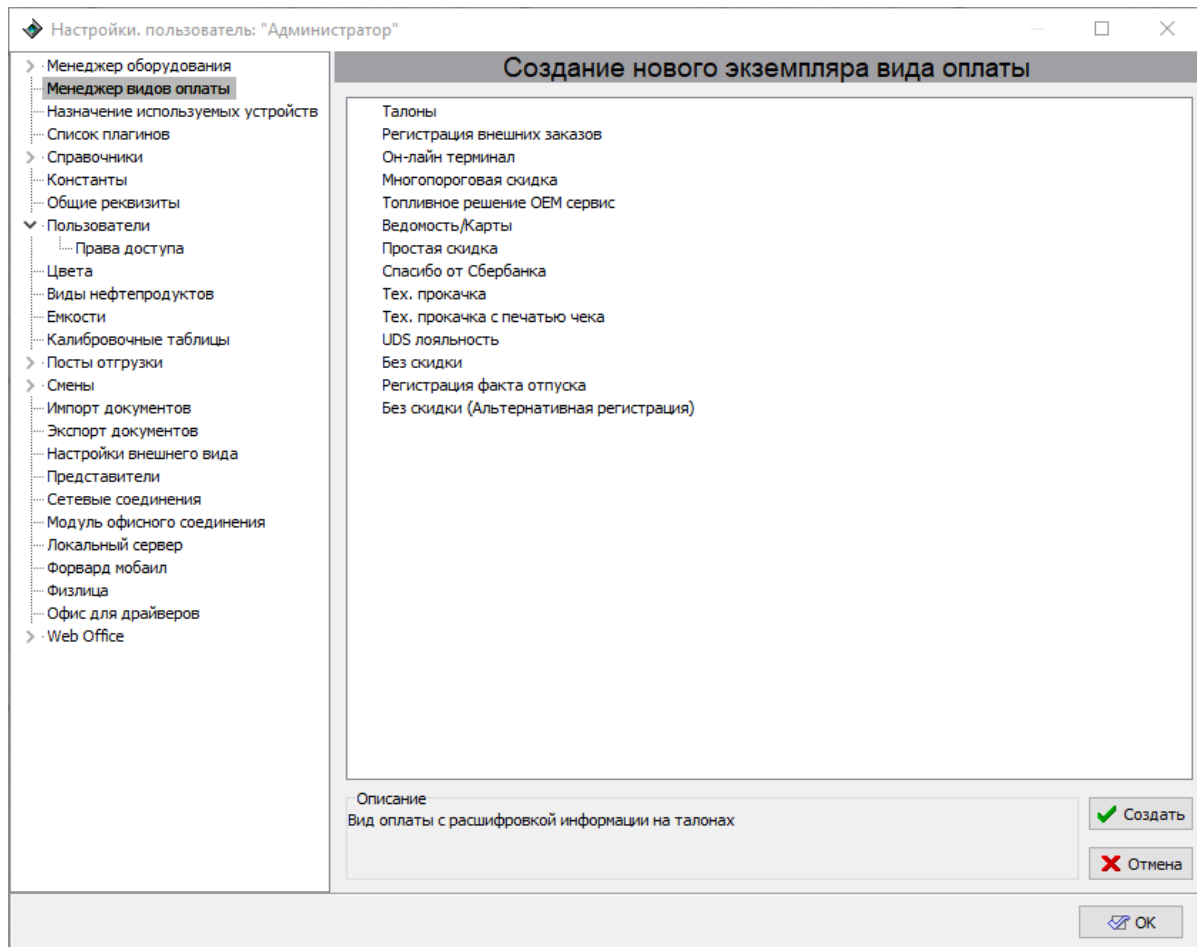 Настройки. пользователь: "Администратор"
Менеджер оборудования
Менеджер видов оплаты
Назначение используемых устройств
Список плагинов
Справочники
Константы
Общие реквизиты
Пользователи
Права доступа
Цвета
Виды нефтепродуктов
Емкости
Калибровочные таблицы
Посты отгрузки
Смены
Импорт документов
Экспорт документов
Настройки внешнего вида
Представители
Сетевые соединения
Модуль офисного соединения
Локальный сервер
Форвард мобаил
Физлица
Офис для драйверов
Web Office
Создание нового экземпляра вида оплаты
Талоны
Регистрация внешних заказов
Он-лайн терминал
Многопороговая скидка
Топливное решение OEM сервис
Ведомость/Карты
Простая скидка
Спасибо от Сбербанка
Тех. прокачка
Тех. прокачка с печатью чека
UDS лояльность
Без скидки
Регистрация факта отпуска
Без скидки (Альтернативная регистрация)
Описание
Вид оплаты с расшифровкой информации на талонах
Создать
Отмена
OK